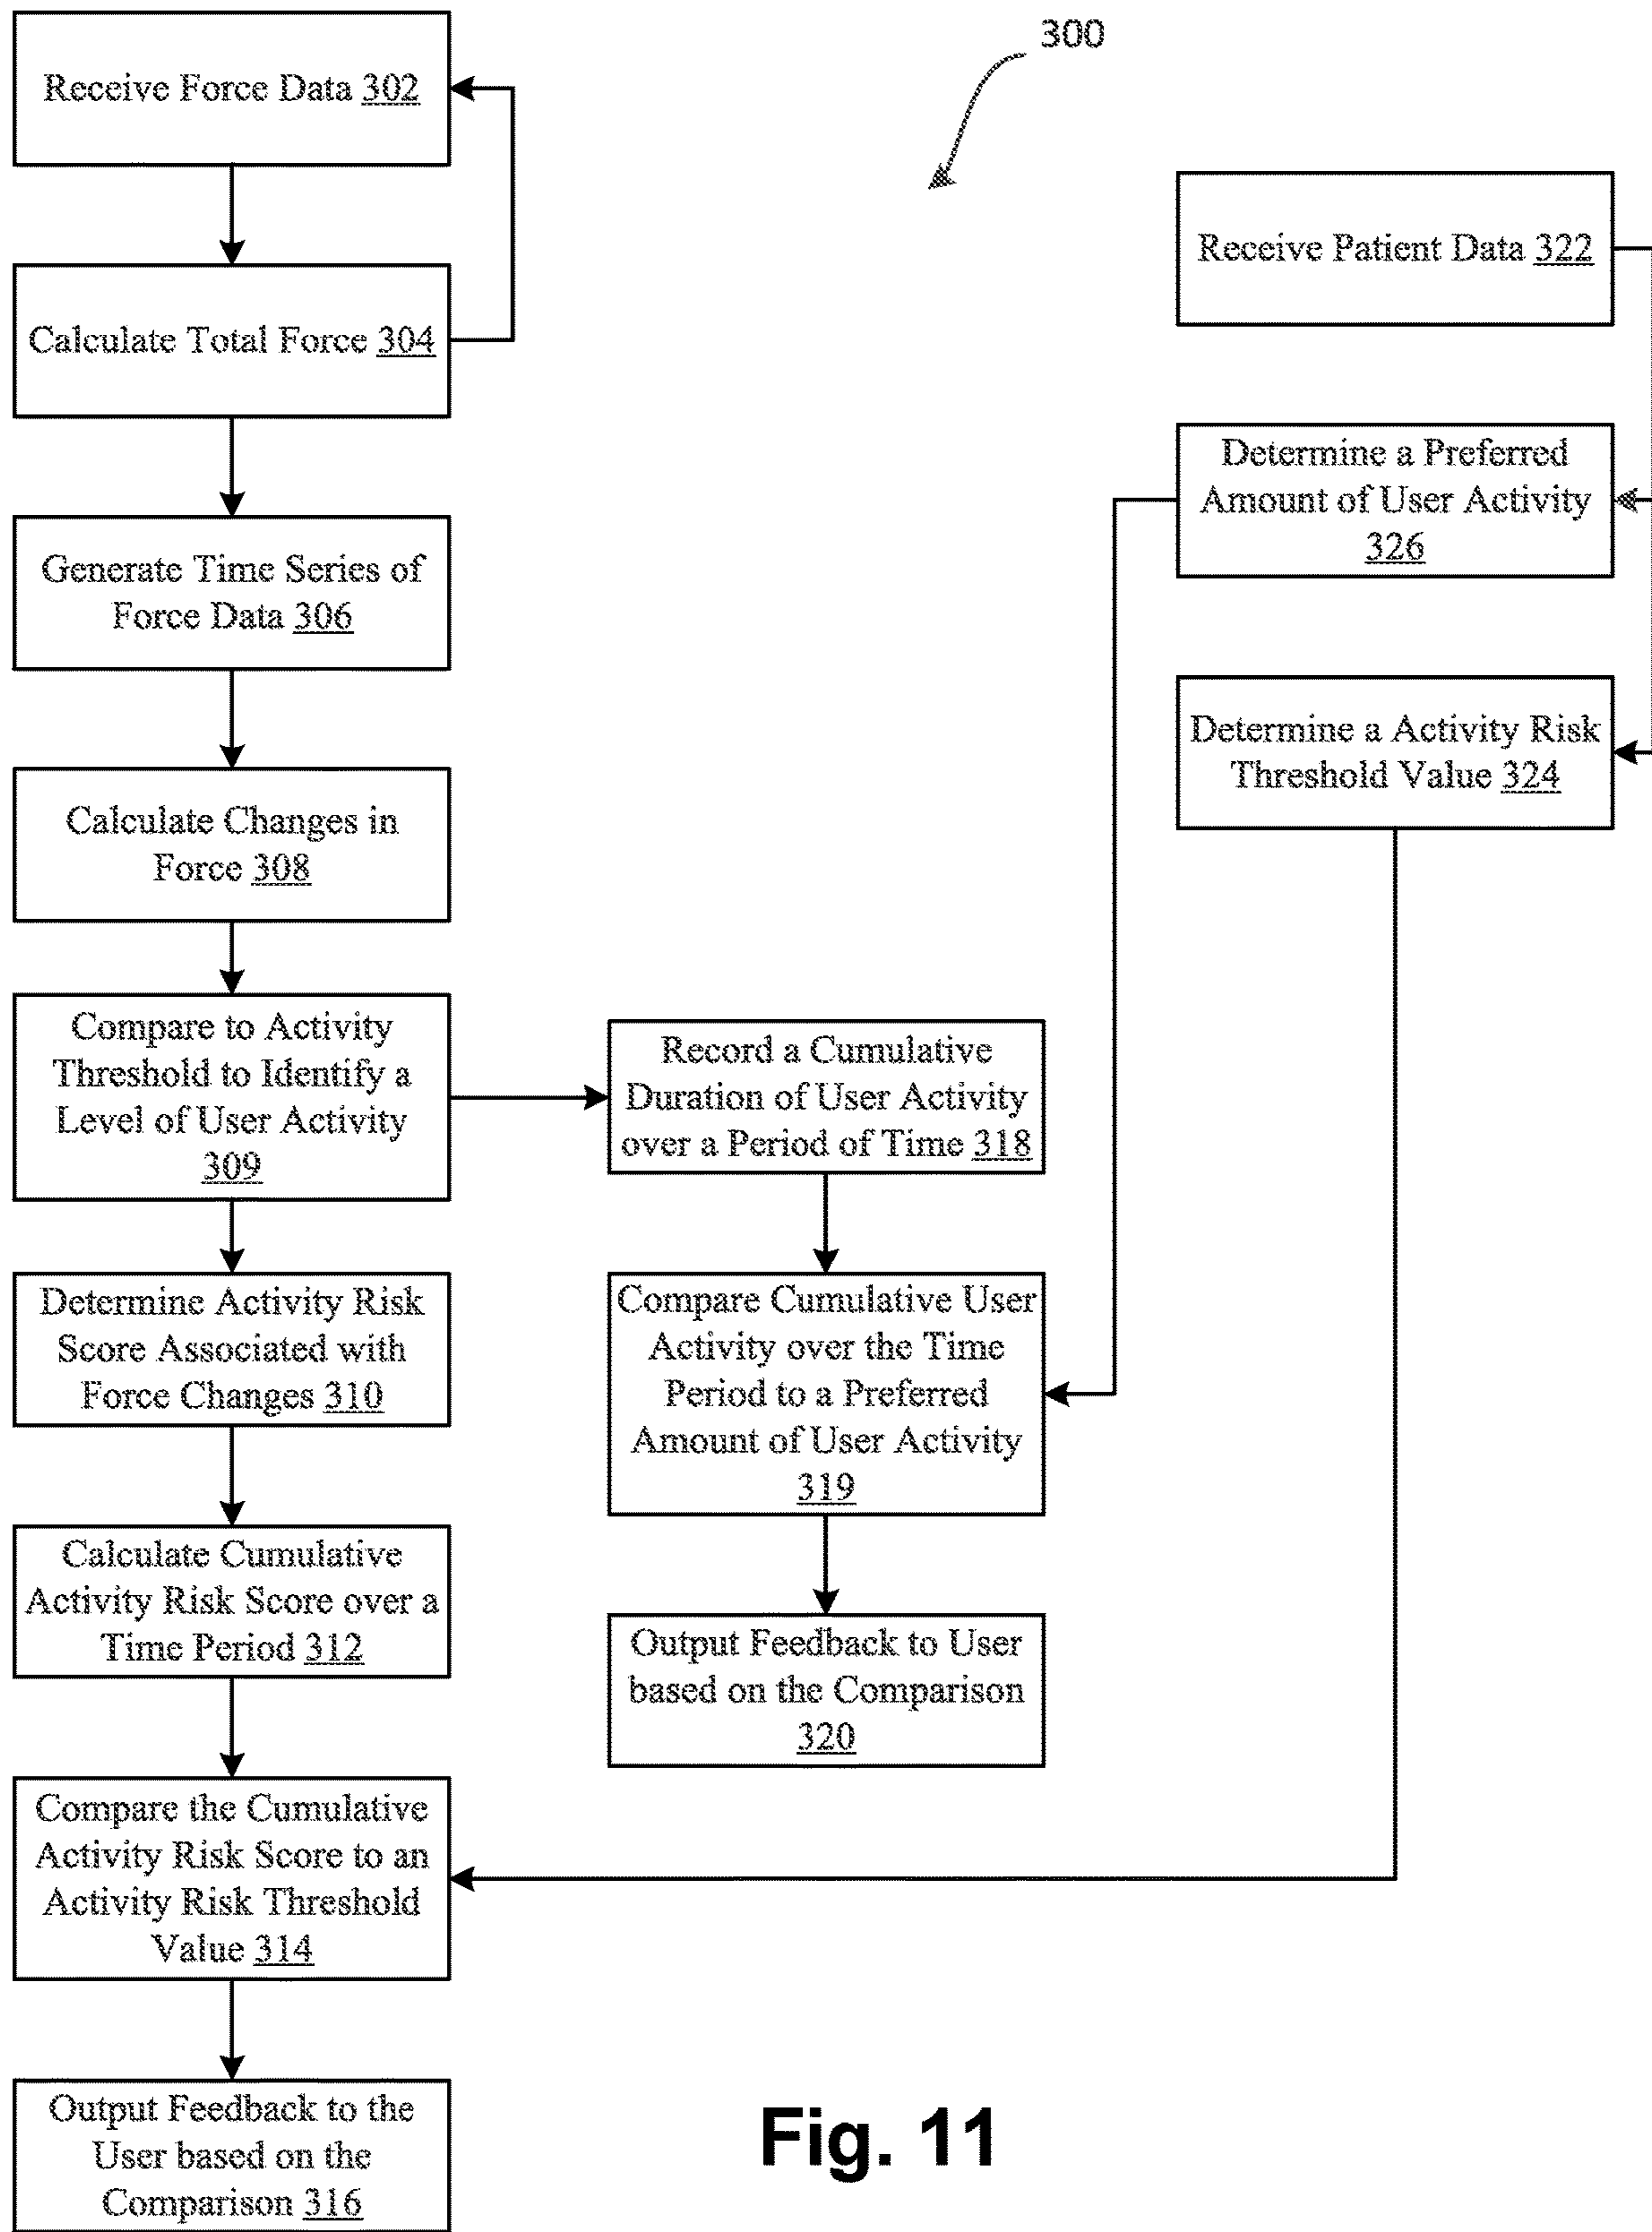 300
Receive Force Data 302
Calculate Total Force 304
Generate Time Series of
Force Data 306
Calculate Changes in
Force 308
Compare to Activity
Threshold to Identify a
Level of User Activity
309
Determine Activity Risk
Score Associated with
Force Changes 310
Calculate Cumulative
Activity Risk Score over a
Time Period 312
Compare the Cumulative
Activity Risk Score to an
Activity Risk Threshold
Value 314
Output Feedback to the
User based on the
Comparison 316
Record a Cumulative
Duration of User Activity
over a Period of Time 318
Compare Cumulative User
Activity over the Time
Period to a Preferred
Amount of User Activity
319
Output Feedback to User
based on the Comparison
320
Receive Patient Data 322
Determine a Preferred
Amount of User Activity
326
Determine a Activity Risk
Threshold Value 324
Fig. 11